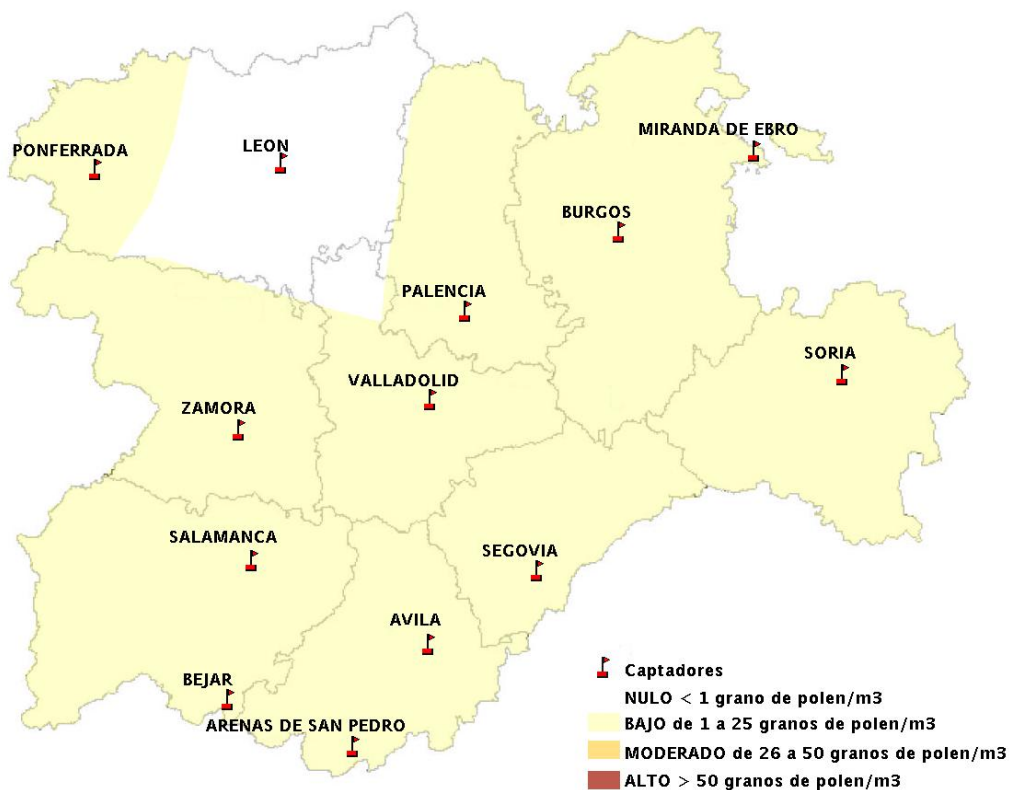 MIRANDA DE EBRO
LEON
PONFERRADA
BURGOS
PALENCIA
SORIA
VALLADOLID
ZAMORA
SALAMANCA
SEGOVIA
AVILA
BEJAR
ARENAS DE SAN PEDRO
Captadores
NULO < 1 grano de polen/m3
BAJO de 1 a 25 granos de polen/m3
MODERADO de 26 a 50 granos de polen/m3
ALTO > 50 granos de polen/m3